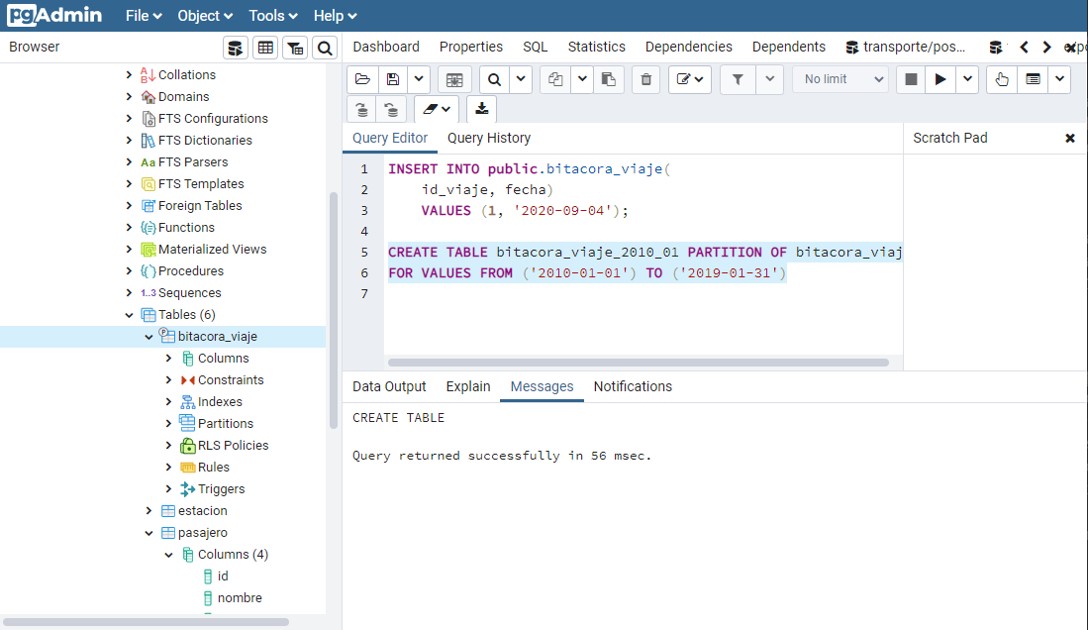 pgAdmin File Object Tools Help
Browser
Dashboard Properties SQL Statistics Dependencies Dependents transporte/pos...
No limit
Collations
Domains
FTS Configurations
FTS Dictionaries
Aa FTS Parsers
FTS Templates
Foreign Tables
Functions
Materialized Views
Procedures
1..3 Sequences
Tables (6)
bitacora_viaje
Columns
Constraints
Indexes
Partitions
RLS Policies
Rules
Triggers
estacion
pasajero
Columns (4)
id
nombre
Query Editor Query History
Scratch Pad
1 INSERT INTO public.bitacora_viaje(
2 id_viaje, fecha)
3 VALUES (1, '2020-09-04');
4
5 CREATE TABLE bitacora_viaje_2010_01 PARTITION OF bitacora_viaj
6 FOR VALUES FROM ('2010-01-01') TO ('2019-01-31')
7
Data Output Explain Messages Notifications
CREATE TABLE
Query returned successfully in 56 msec.